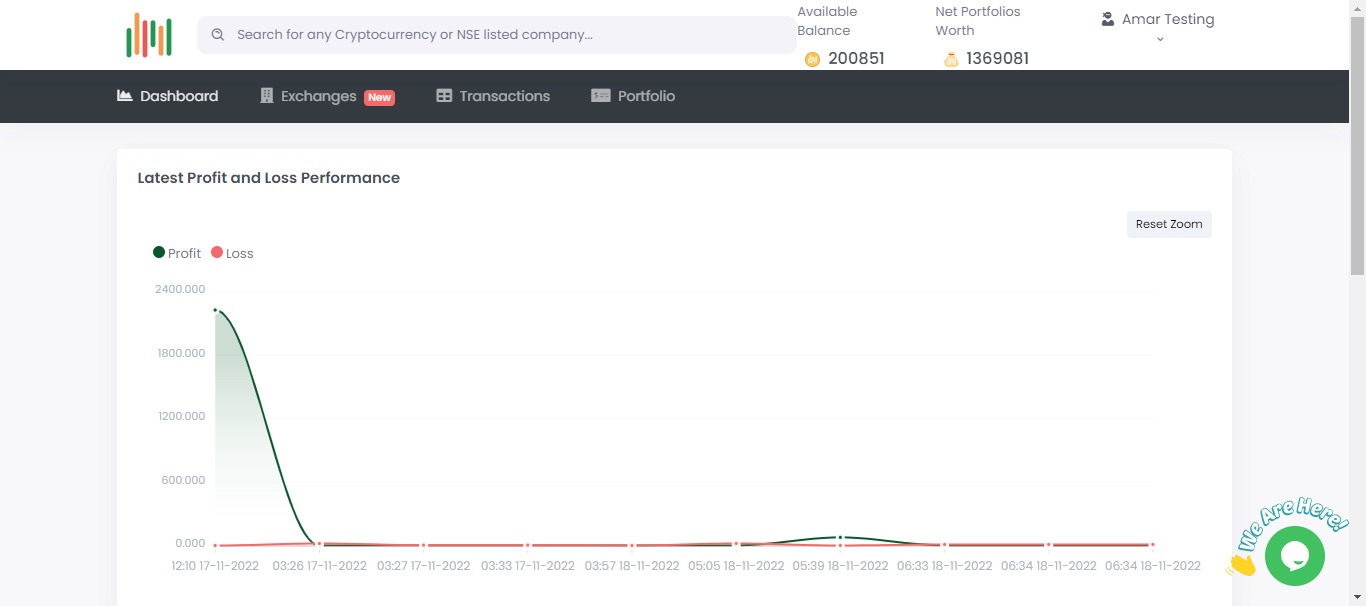 Search for any Cryptocurrency or NSE listed company...
Available
Balance
200851
Net Portfolios
Worth
1369081
Amar Testing
Dashboard
Exchanges New
Transactions
Portfolio
Latest Profit and Loss Performance
Reset Zoom
Profit Loss
2400.000
1800.000
1200.000
600.000
0.000
12:10 17-11-2022 03:26 17-11-2022 03:27 17-11-2022 03:33 17-11-2022 03:57 18-11-2022 05:05 18-11-2022 05:39 18-11-2022 06:33 18-11-2022 06:34 18-11-2022 06:34 18-11-2022
We Are Here!